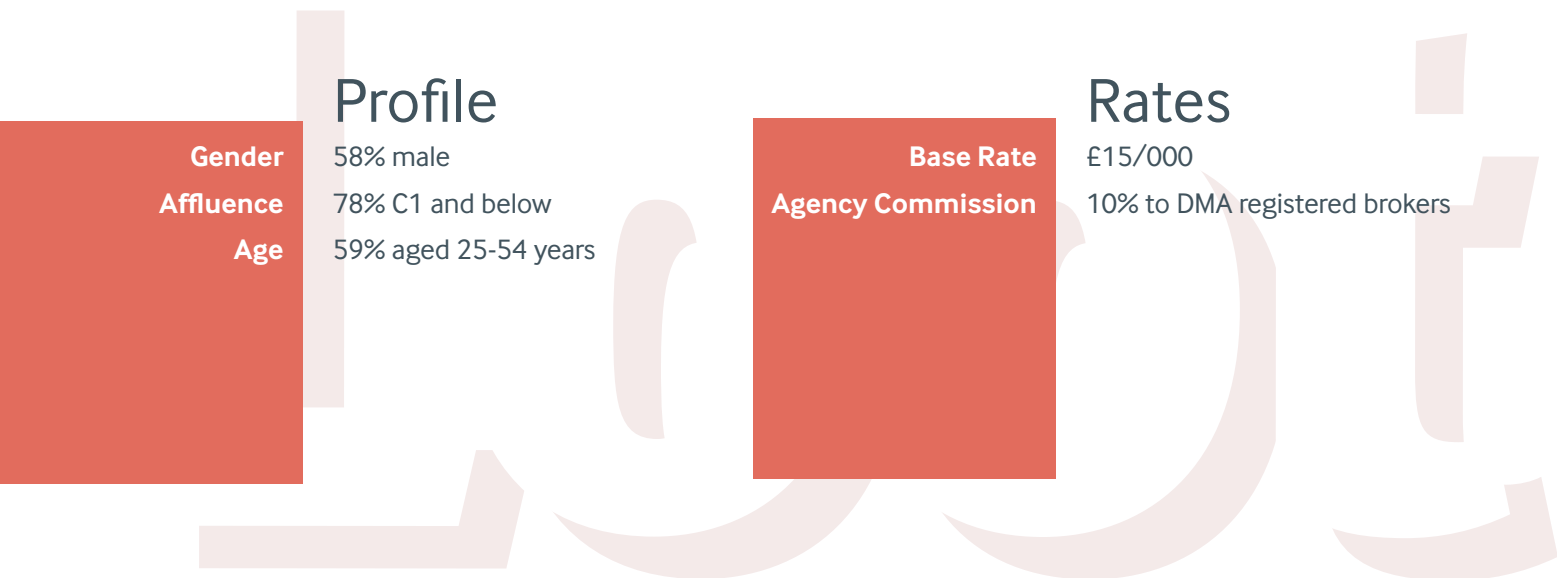 Profile
Gender 58% male
Affluence 78% C1 and below
Age 59% aged 25-54 years
Rates
Base Rate £15/000
Agency Commission 10% to DMA registered brokers
Loot